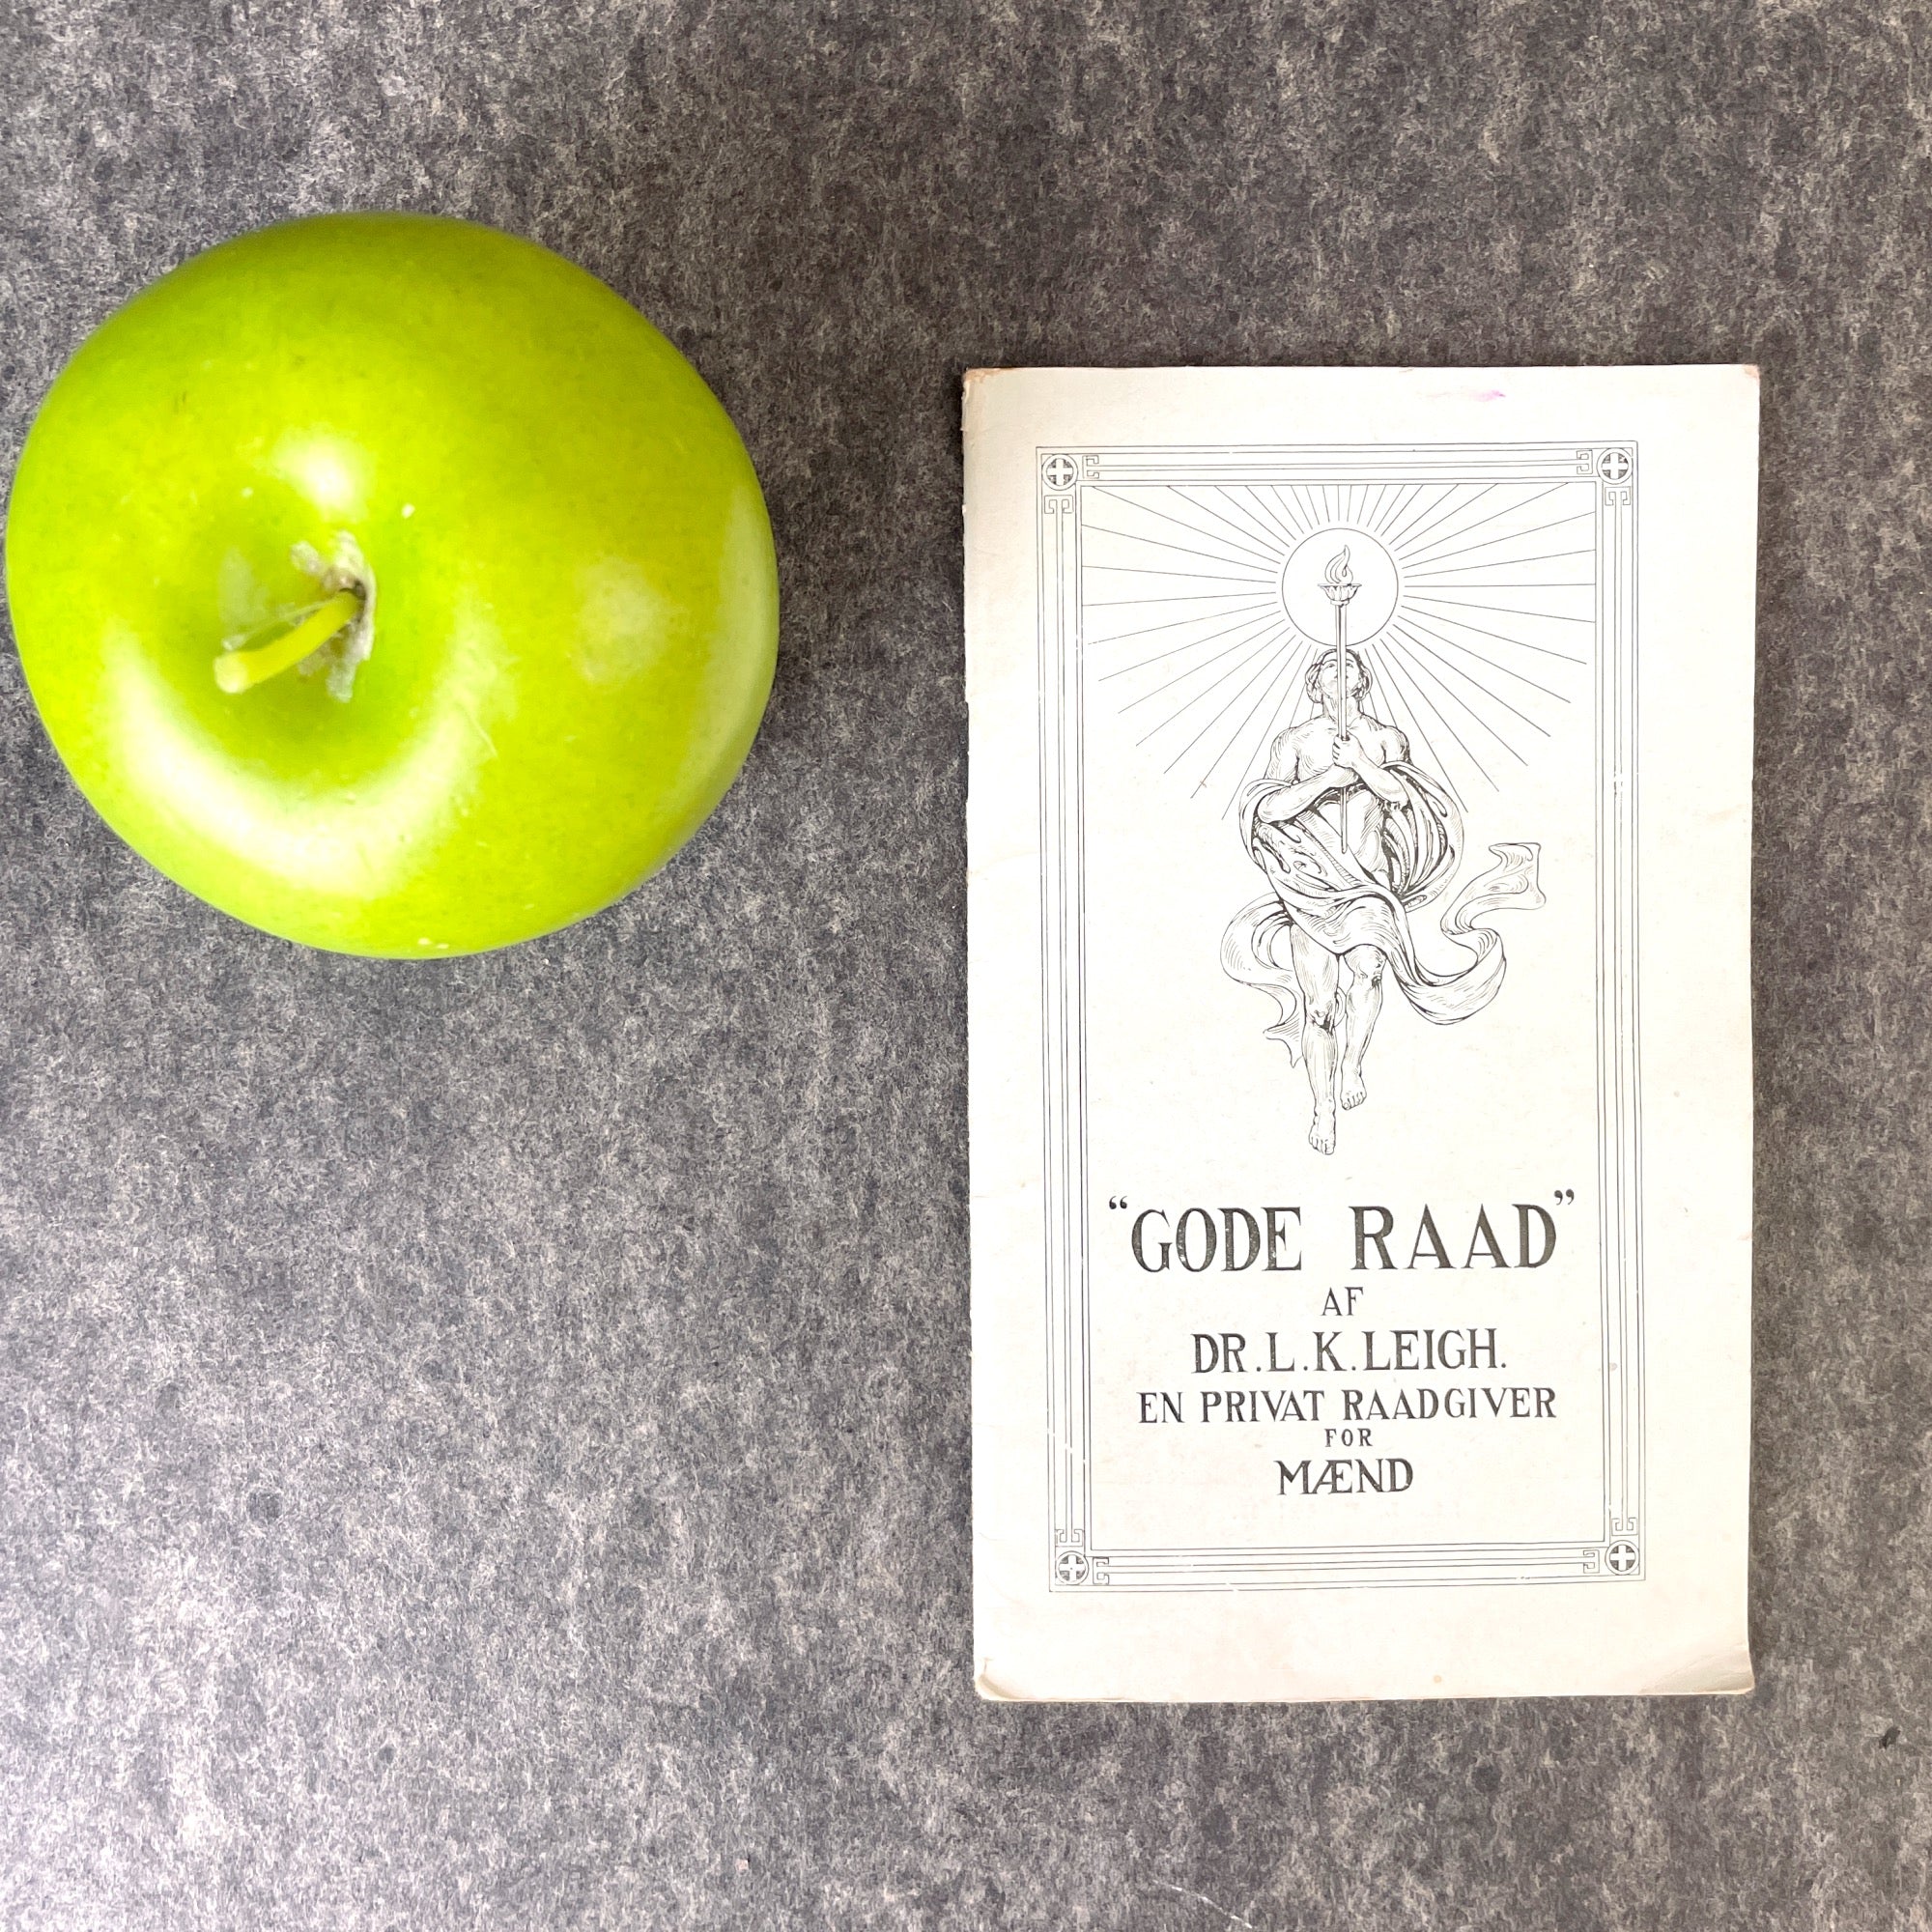 “GODE RAAD”
AF
DR. L. K. LEIGH.
EN PRIVAT RAADGIVER
FOR
MÆND